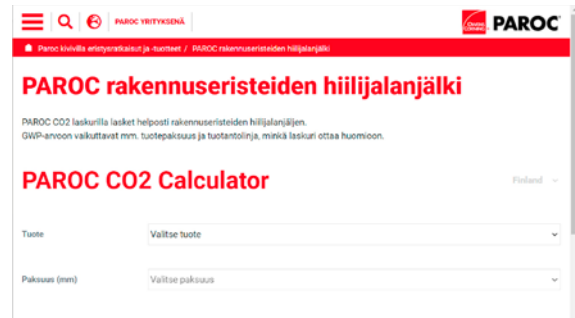 PAROC YRITYKSENÄ
OWENS CORNING
PAROC
Paroc kivivilla eristysratkaisut ja -tuotteet / PAROC rakennuseristeiden hiilijalanjälki
PAROC rakennuseristeiden hiilijalanjälki
PAROC CO2 laskurilla lasket helposti rakennuseristeiden hiilijalanjäljen.
GWP-arvoon vaikuttavat mm. tuotepaksuus ja tuotantolinja, minkä laskuri ottaa huomioon.
PAROC CO2 Calculator
Finland
Tuote
Valitse tuote
Paksuus (mm)
Valitse paksuus